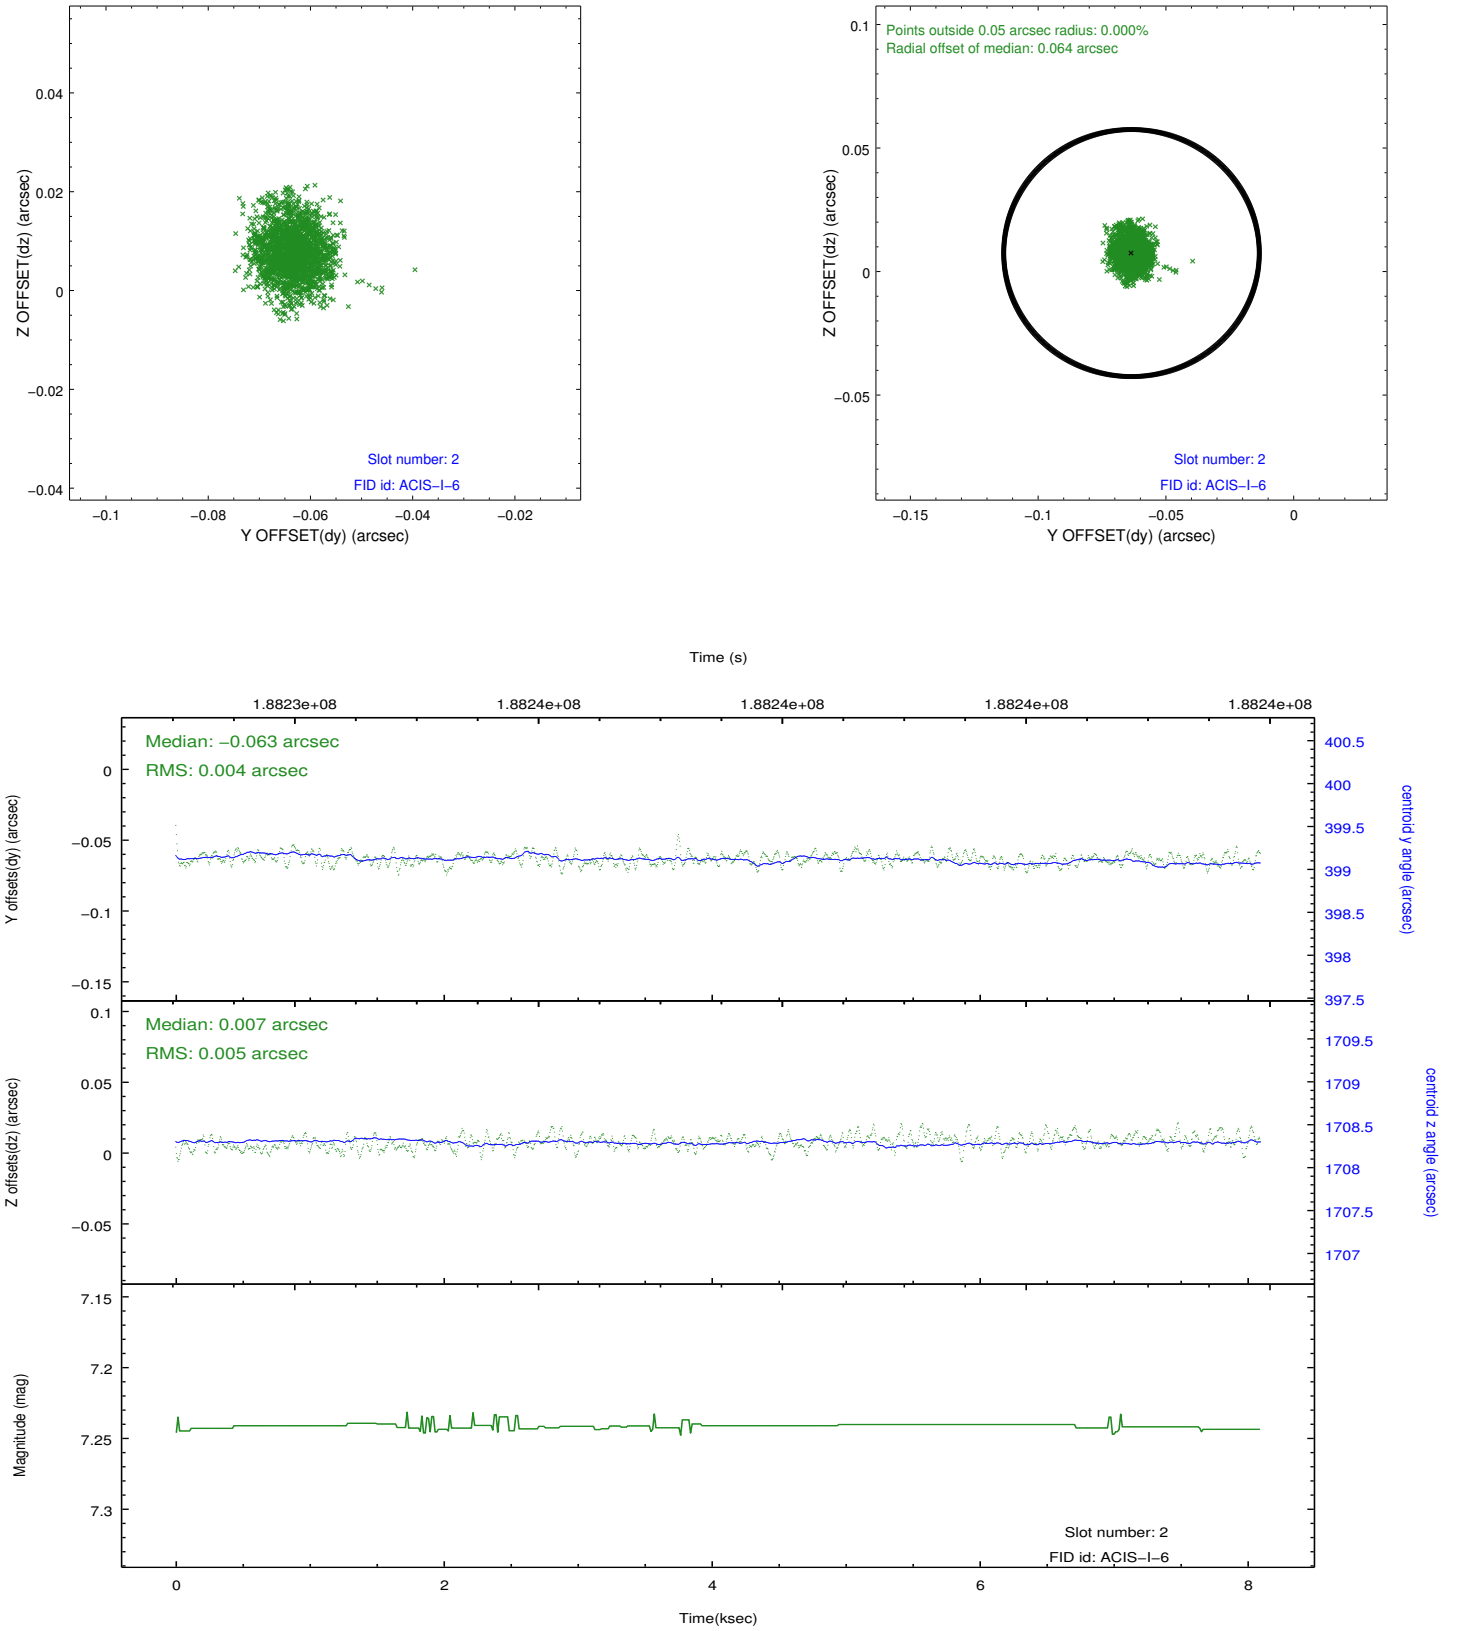 0.04
0.02
0
−0.02
−0.04
Z OFFSET(dz) (arcsec)
Slot number: 2
FID id: ACIS−I−6
−0.1
−0.08
−0.06
−0.04
−0.02
Y OFFSET(dy) (arcsec)
0.1
0.05
0
−0.05
Z OFFSET(dz) (arcsec)
Points outside 0.05 arcsec radius: 0.000%
Radial offset of median: 0.064 arcsec
Slot number: 2
FID id: ACIS−I−6
−0.15
−0.1
−0.05
0
Y OFFSET(dy) (arcsec)
Time (s)
1.8823e+08
1.8824e+08
1.8824e+08
1.8824e+08
1.8824e+08
Median: −0.063 arcsec
RMS: 0.004 arcsec
0
−0.05
−0.1
−0.15
Y offsets(dy) (arcsec)
400.5
400
399.5
399
398.5
398
397.5
centroid y angle (arcsec)
Median: 0.007 arcsec
RMS: 0.005 arcsec
0.1
0.05
0
−0.05
Z offsets(dz) (arcsec)
1709.5
1709
1708.5
1708
1707.5
1707
centroid z angle (arcsec)
7.15
7.2
7.25
7.3
Magnitude (mag)
Slot number: 2
FID id: ACIS−I−6
0
2
4
6
8
Time(ksec)